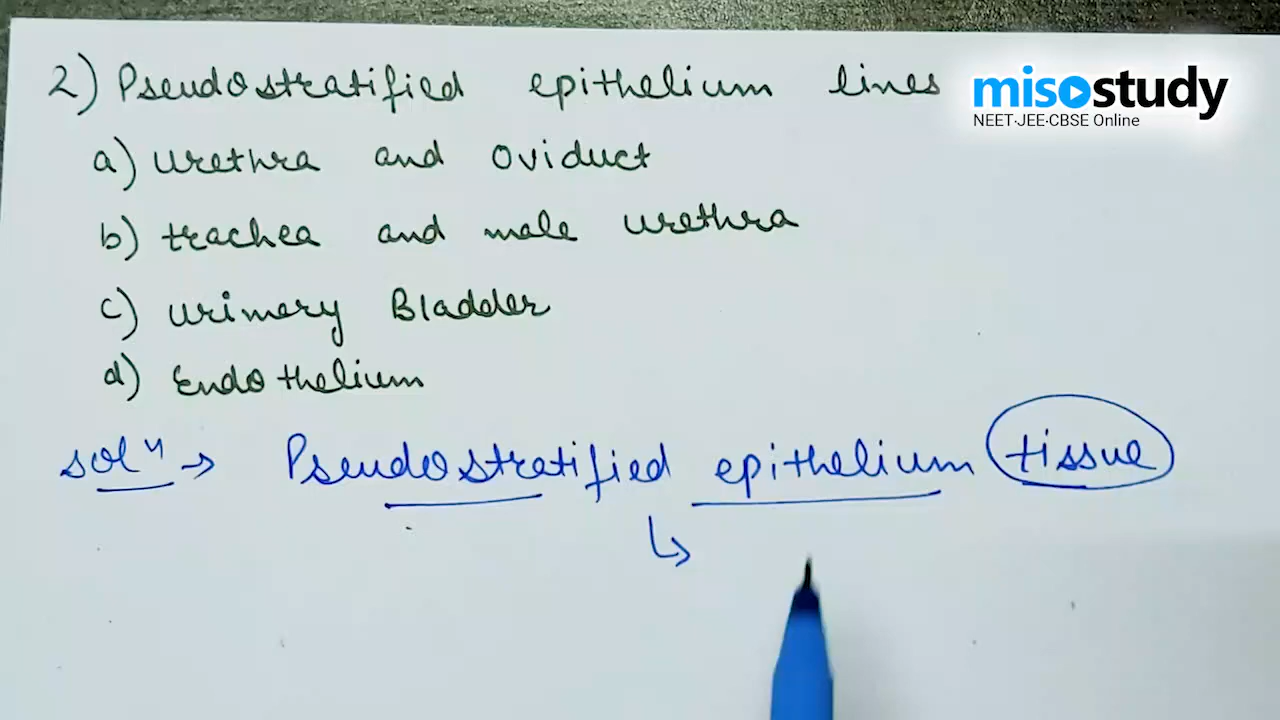 2) Pseudostratified epithelium lines
misostudy
NEET·JEE·CBSE Online
a) urethra and oviduct
b) trachea and male urethra
c) urimary Bladder
d) Endothelium
solⁿ → Pseudostratified epithelium tissue